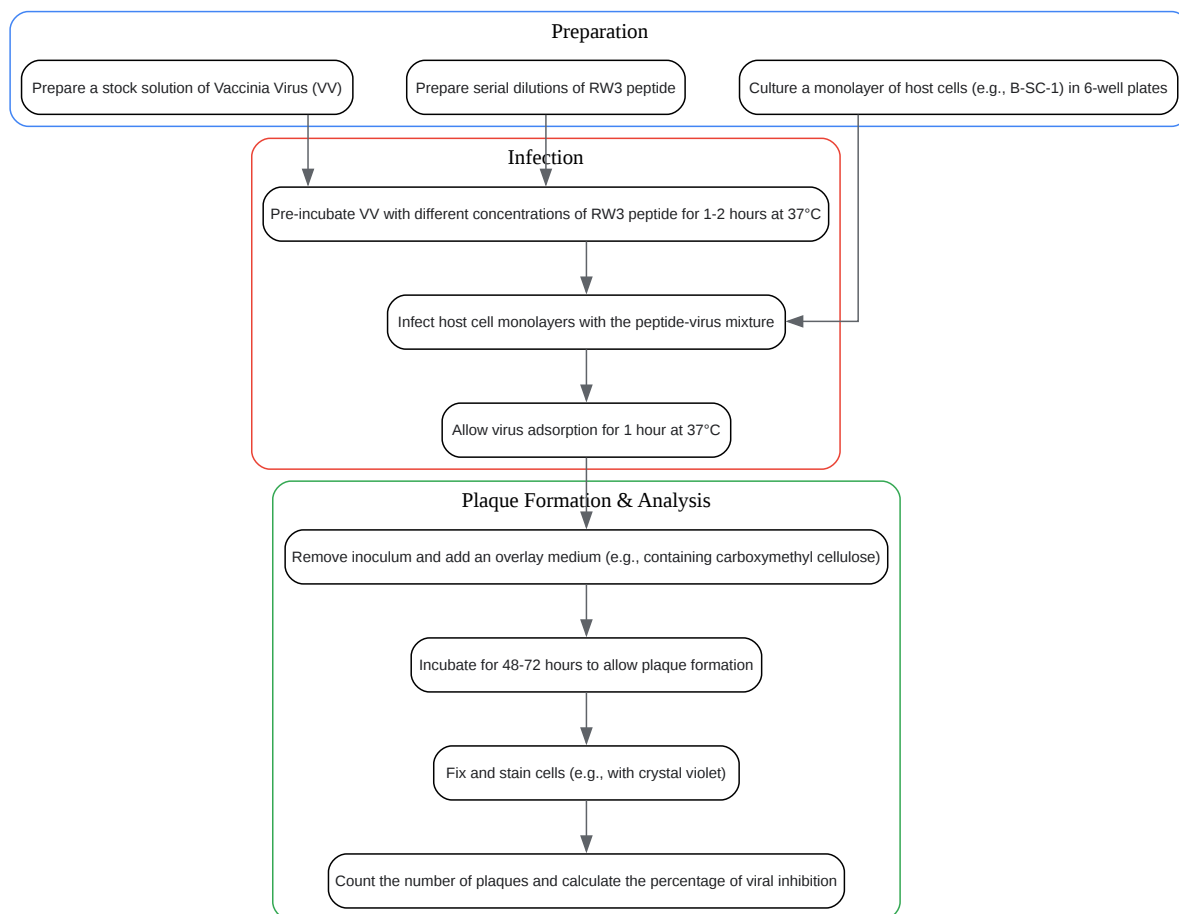 Preparation
Prepare a stock solution of Vaccinia Virus (VV)
Prepare serial dilutions of RW3 peptide
Culture a monolayer of host cells (e.g., B-SC-1) in 6-well plates
Infection
Pre-incubate VV with different concentrations of RW3 peptide for 1-2 hours at 37°C
Infect host cell monolayers with the peptide-virus mixture
Allow virus adsorption for 1 hour at 37°C
Plaque Formation & Analysis
Remove inoculum and add an overlay medium (e.g., containing carboxymethyl cellulose)
Incubate for 48-72 hours to allow plaque formation
Fix and stain cells (e.g., with crystal violet)
Count the number of plaques and calculate the percentage of viral inhibition